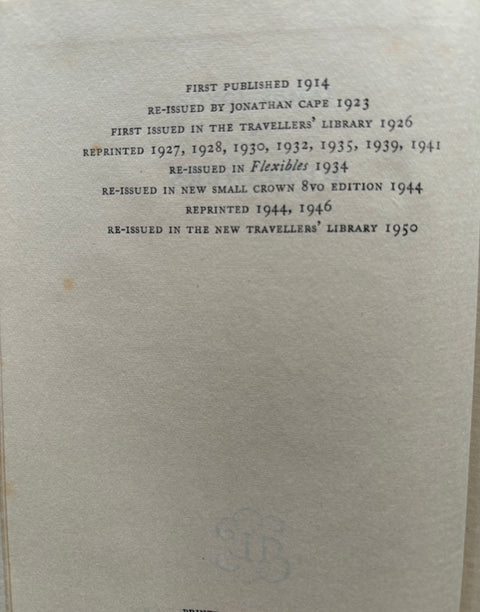 FIRST PUBLISHED 1914
RE-ISSUED BY JONATHAN CAPE 1923
FIRST ISSUED IN THE TRAVELLERS' LIBRARY 1926
REPRINTED 1927, 1928, 1930, 1932, 1935, 1939, 1941
RE-ISSUED IN Flexibles 1934
RE-ISSUED IN NEW SMALL CROWN 8VO EDITION 1944
REPRINTED 1944, 1946
RE-ISSUED IN THE NEW TRAVELLERS' LIBRARY 1950